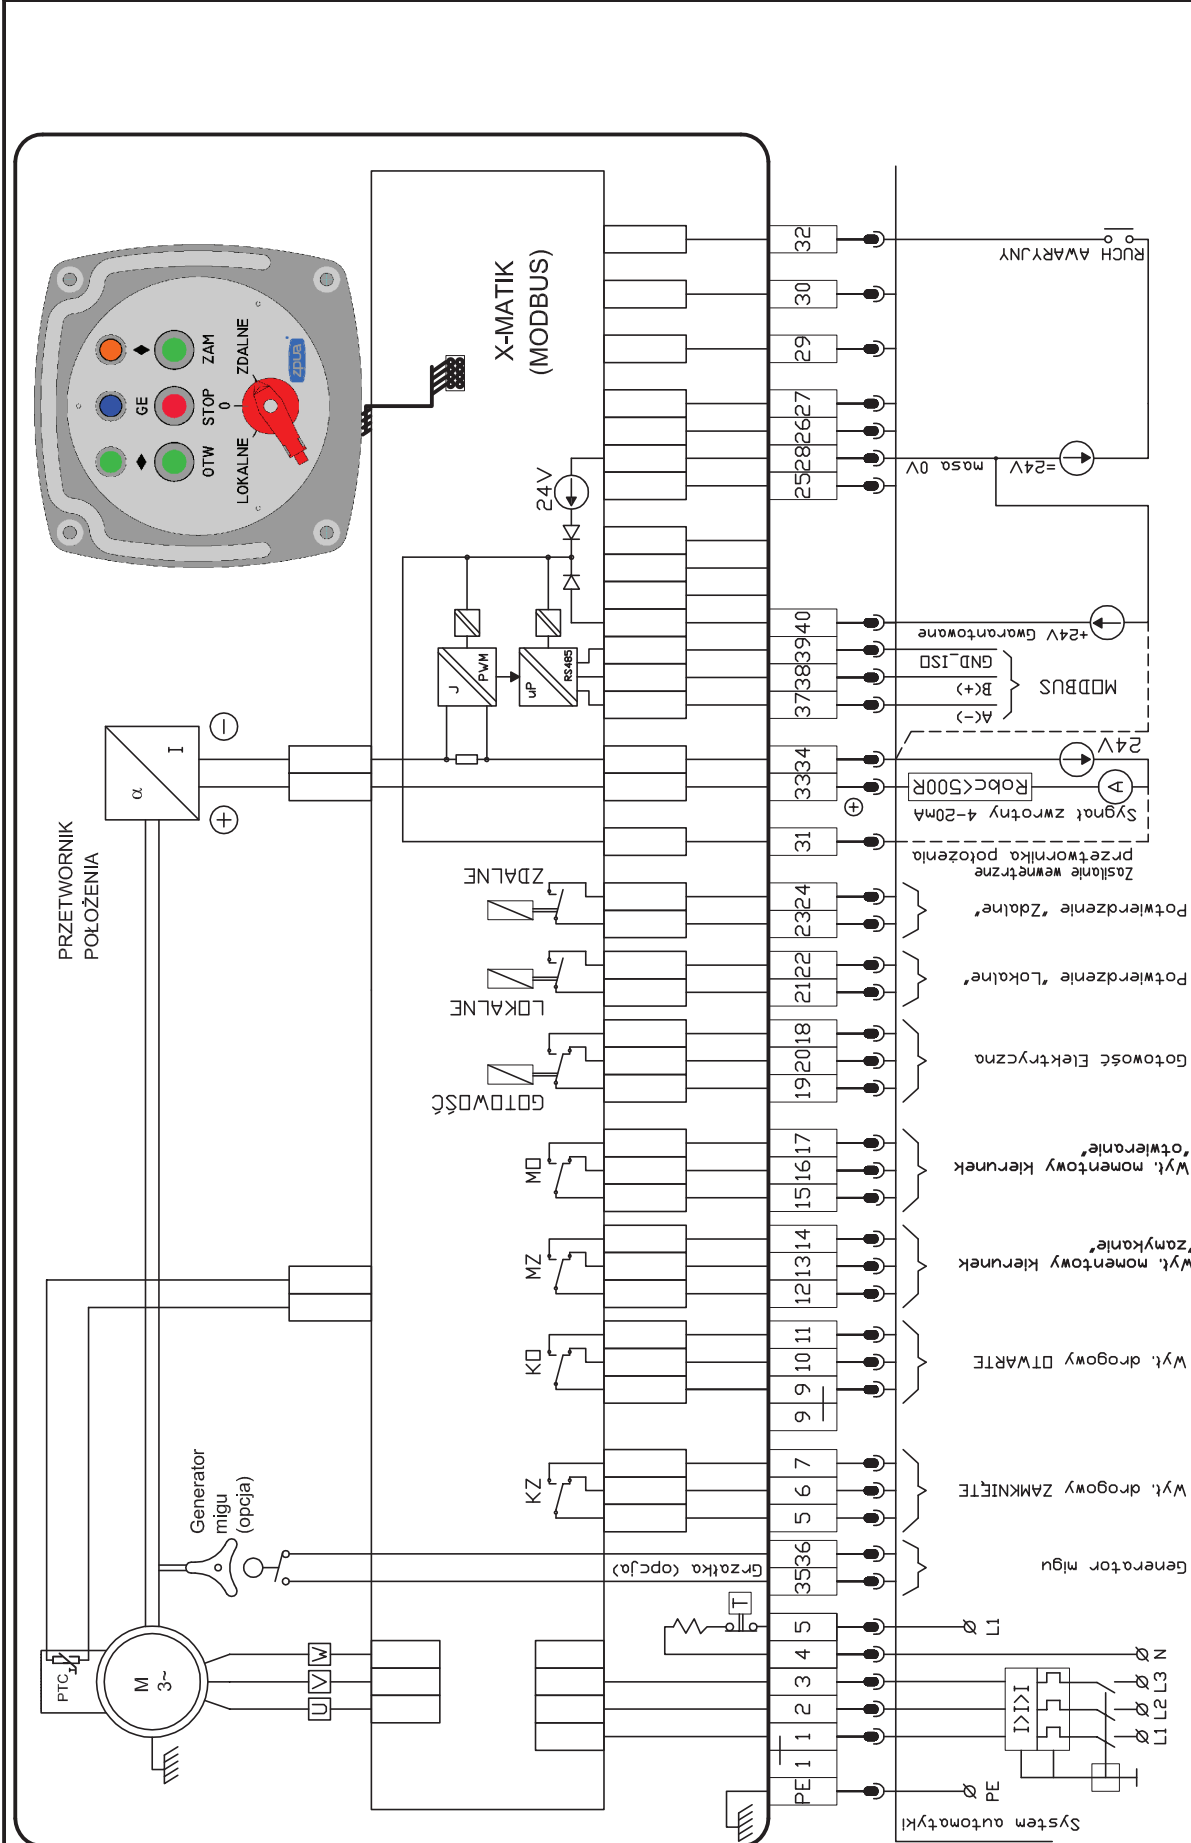 GE
OTW
STOP
ZAM
LOKALNE
0
ZDALNE
zpua
X-MATIK
(MODBUS)
24V
J
PWM
uP
RS485
PRZETWORNIK
POŁOŻENIA
α
I
−
+
ZDALNE
LOKALNE
GOTOWOŚĆ
MO
MZ
KO
KZ
Generator
migu
(opcja)
Grzałka (opcja)
T
PTC
M
3~
U
V
W
PE
1
1
2
3
4
5
35
36
5
6
7
9
9
10
11
12
13
14
15
16
17
19
20
18
21
22
23
24
31
33
34
37
38
39
40
25
28
26
27
29
30
32
RUCH AWARYJNY
masa 0V
=24V
+24V Gwarantowane
GND_ISO
B(+)
A(-)
MODBUS
24V
Robc<500R
A
+
Sygnał zwrotny 4-20mA
Zasilanie wewnętrzne
przetwornika położenia
Potwierdzenie "Zdalne"
Potwierdzenie "Lokalne"
Gotowość Elektryczna
Wył. momentowy kierunek
"otwieranie"
Wył. momentowy kierunek
"zamykanie"
Wył. drogowy OTWARTE
Wył. drogowy ZAMKNIĘTE
Generator migu
L1
N
L3
L2
L1
I>I>I
PE
System automatyki